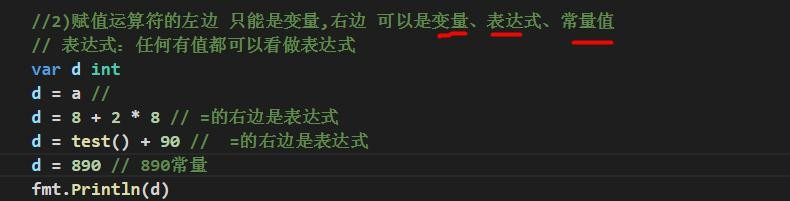 //2)赋值运算符的左边 只能是变量,右边 可以是变量、表达式、常量值
// 表达式：任何有值都可以看做表达式
var d int
d = a //
d = 8 + 2 * 8 // =的右边是表达式
d = test() + 90 //  =的右边是表达式
d = 890 // 890常量
fmt.Println(d)